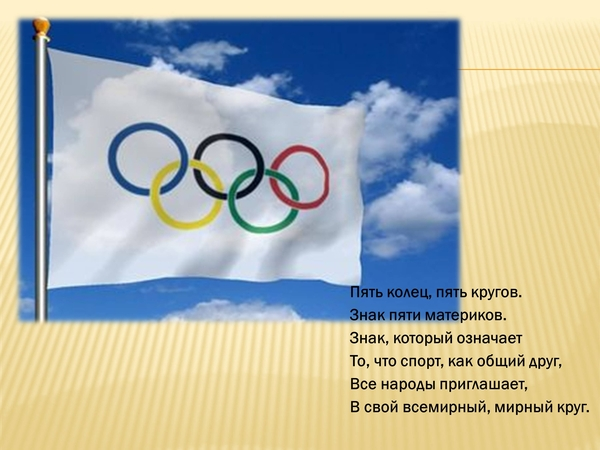 Пять колец, пять кругов.
Знак пяти материков.
Знак, который означает
То, что спорт, как общий друг,
Все народы приглашает,
В свой всемирный, мирный круг.